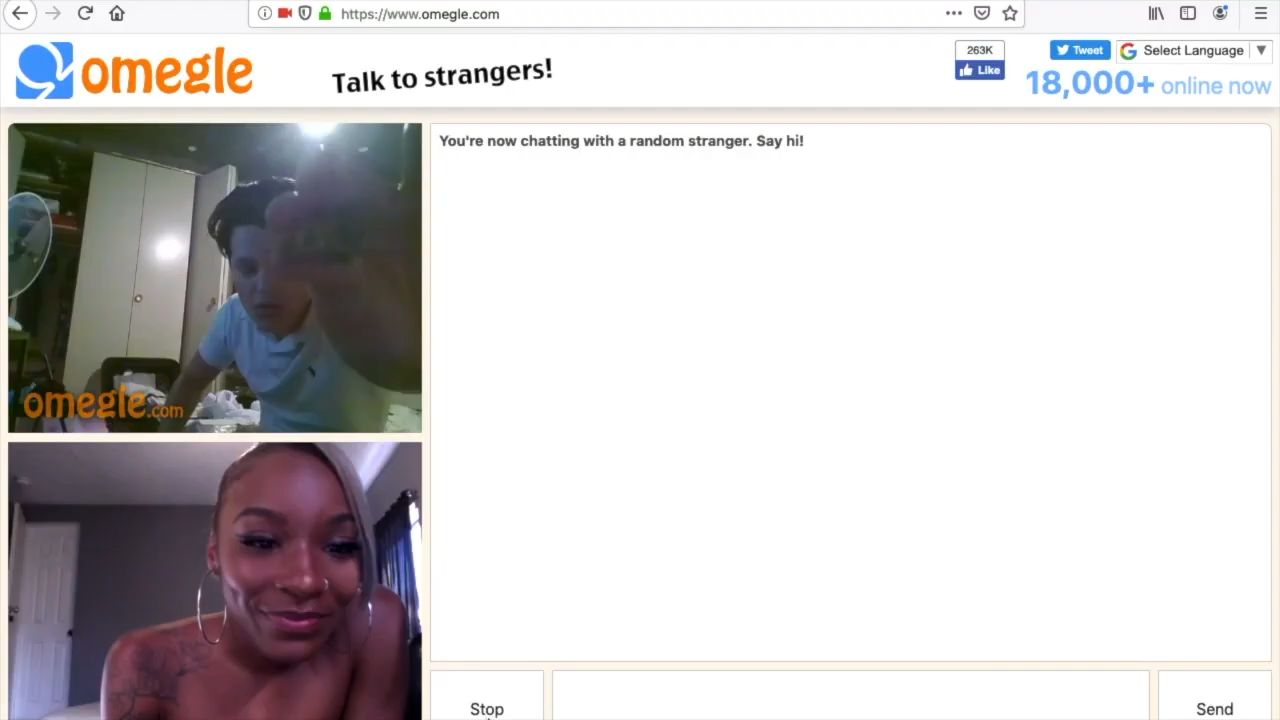 https://www.omegle.com
omegle
Talk to strangers!
263K
Like
Tweet
Select Language
18,000+ online now
You're now chatting with a random stranger. Say hi!
omegle.com
Stop
Send